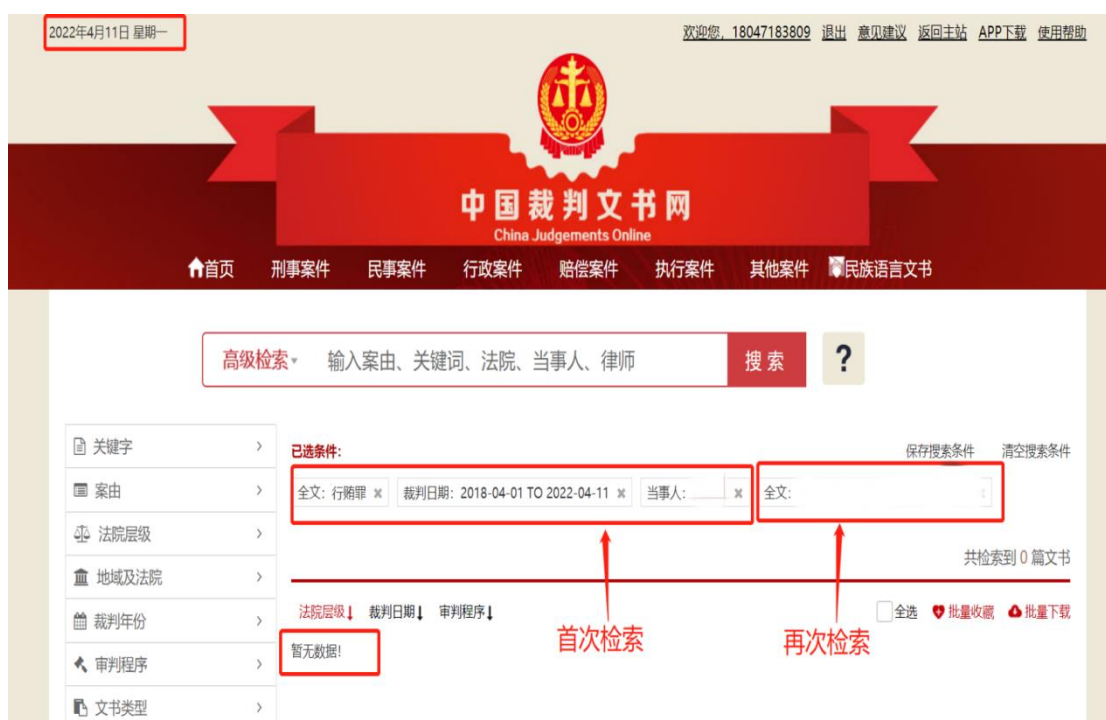 2022年4月11日 星期一
欢迎您，18047183809 退出 意见建议 返回主站 APP下载 使用帮助
中国裁判文书网
China Judgements Online
首页 刑事案件 民事案件 行政案件 赔偿案件 执行案件 其他案件 民族语言文书
高级检索 输入案由、关键词、法院、当事人、律师 搜索 ?
关键字
案由
法院层级
地域及法院
裁判年份
审判程序
文书类型
已选条件：
保存搜索条件 清空搜索条件
全文：行贿罪 × 裁判日期：2018-04-01 TO 2022-04-11 × 当事人： × 全文：
共检索到 0 篇文书
法院层级↓ 裁判日期↓ 审判程序↓
全选 批量收藏 批量下载
首次检索 再次检索
暂无数据!